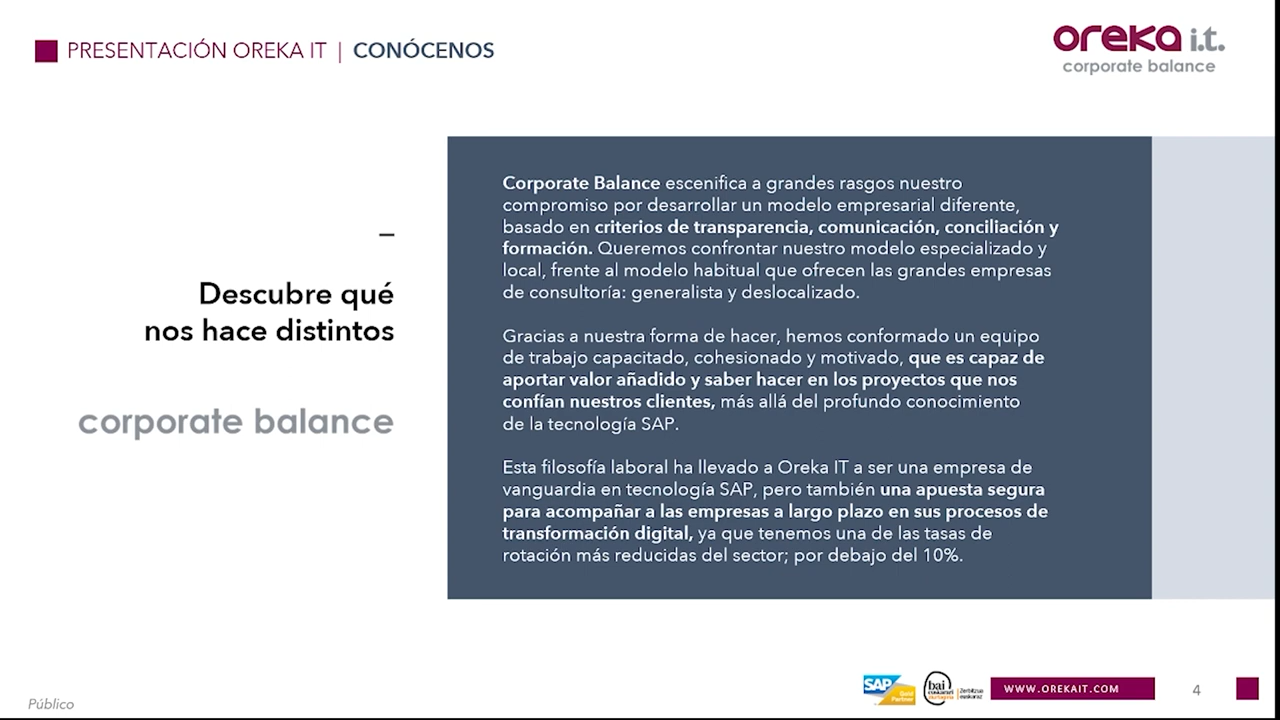 PRESENTACIÓN OREKA IT | CONÓCENOS
oreka i.t.
corporate balance
Descubre qué
nos hace distintos
corporate balance
Corporate Balance escenifica a grandes rasgos nuestro
compromiso por desarrollar un modelo empresarial diferente,
basado en criterios de transparencia, comunicación, conciliación y
formación. Queremos confrontar nuestro modelo especializado y
local, frente al modelo habitual que ofrecen las grandes empresas
de consultoría: generalista y deslocalizado.
Gracias a nuestra forma de hacer, hemos conformado un equipo
de trabajo capacitado, cohesionado y motivado, que es capaz de
aportar valor añadido y saber hacer en los proyectos que nos
confían nuestros clientes, más allá del profundo conocimiento
de la tecnología SAP.
Esta filosofía laboral ha llevado a Oreka IT a ser una empresa de
vanguardia en tecnología SAP, pero también una apuesta segura
para acompañar a las empresas a largo plazo en sus procesos de
transformación digital, ya que tenemos una de las tasas de
rotación más reducidas del sector; por debajo del 10%.
Público
SAP
Gold
Partner
bai
euskarari
Zerbitzua
euskaraz
WWW.OREKAIT.COM
4